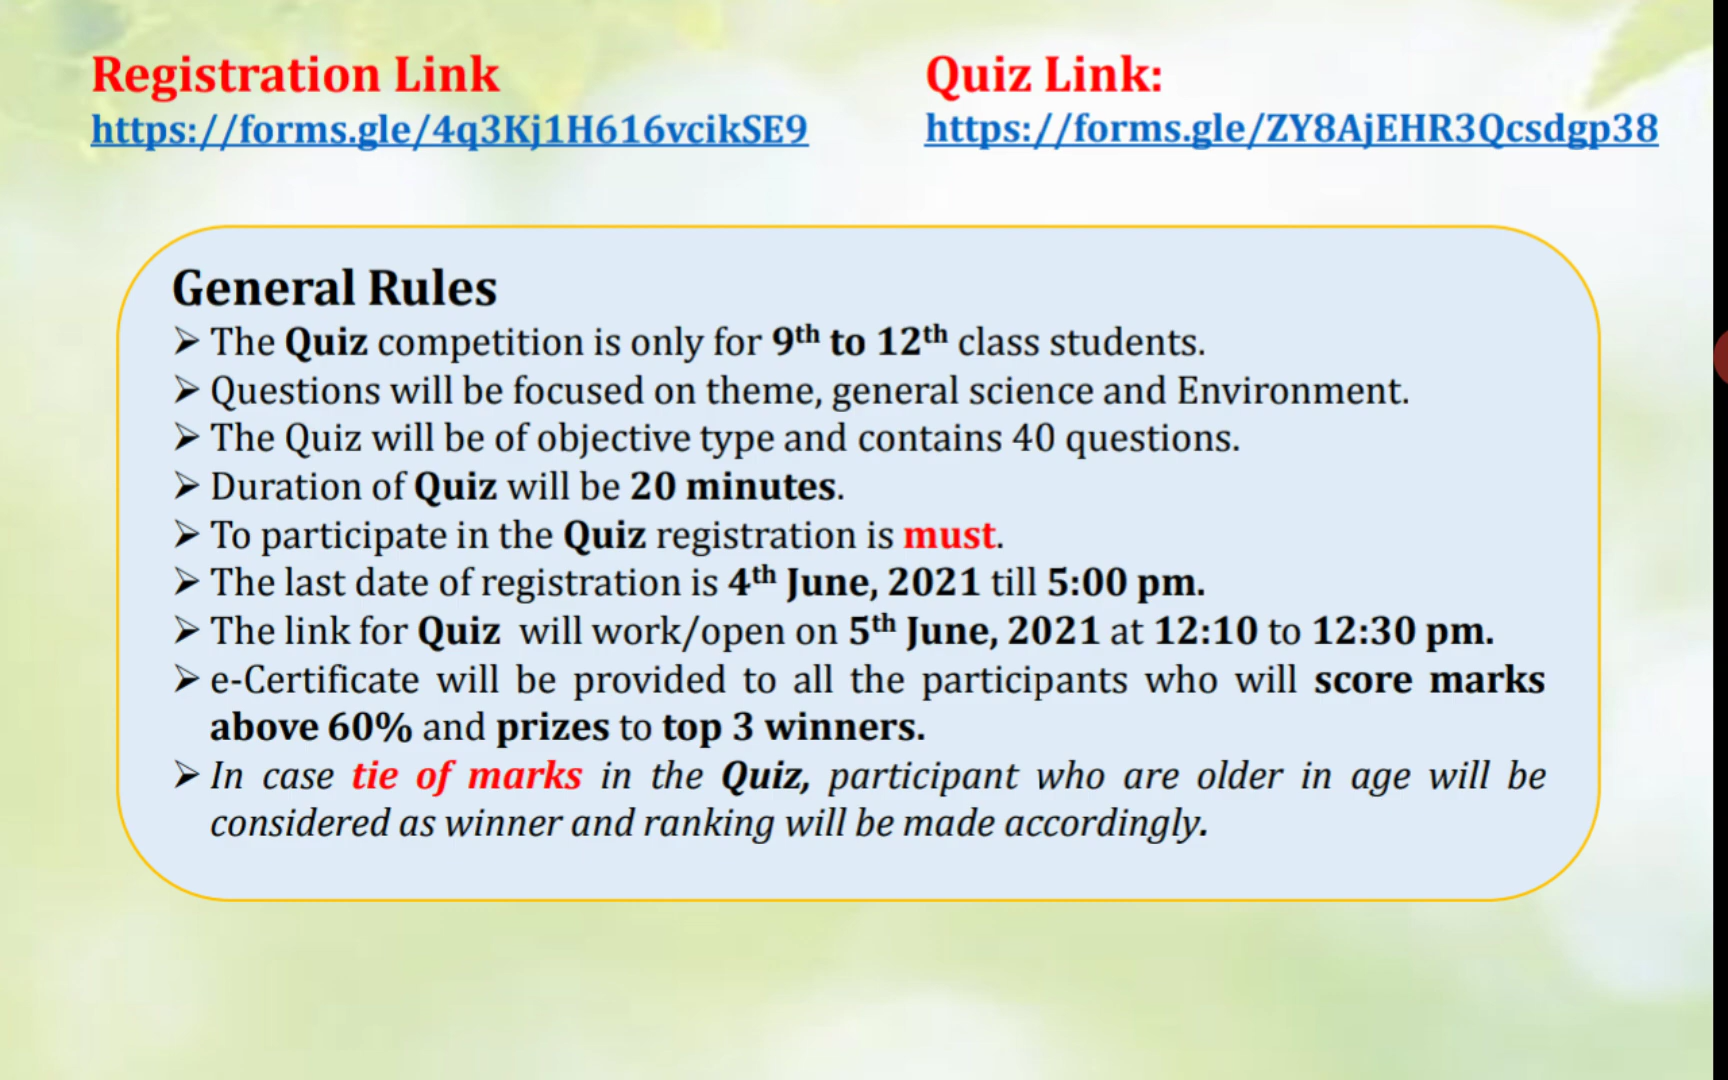 Registration Link
https://forms.gle/4q3Kj1H616vcikSE9
Quiz Link:
https://forms.gle/ZY8AjEHR3Qcsdgp38
General Rules
➢ The Quiz competition is only for 9th to 12th class students.
➢ Questions will be focused on theme, general science and Environment.
➢ The Quiz will be of objective type and contains 40 questions.
➢ Duration of Quiz will be 20 minutes.
➢ To participate in the Quiz registration is must.
➢ The last date of registration is 4th June, 2021 till 5:00 pm.
➢ The link for Quiz will work/open on 5th June, 2021 at 12:10 to 12:30 pm.
➢ e-Certificate will be provided to all the participants who will score marks
above 60% and prizes to top 3 winners.
➢ In case tie of marks in the Quiz, participant who are older in age will be
considered as winner and ranking will be made accordingly.